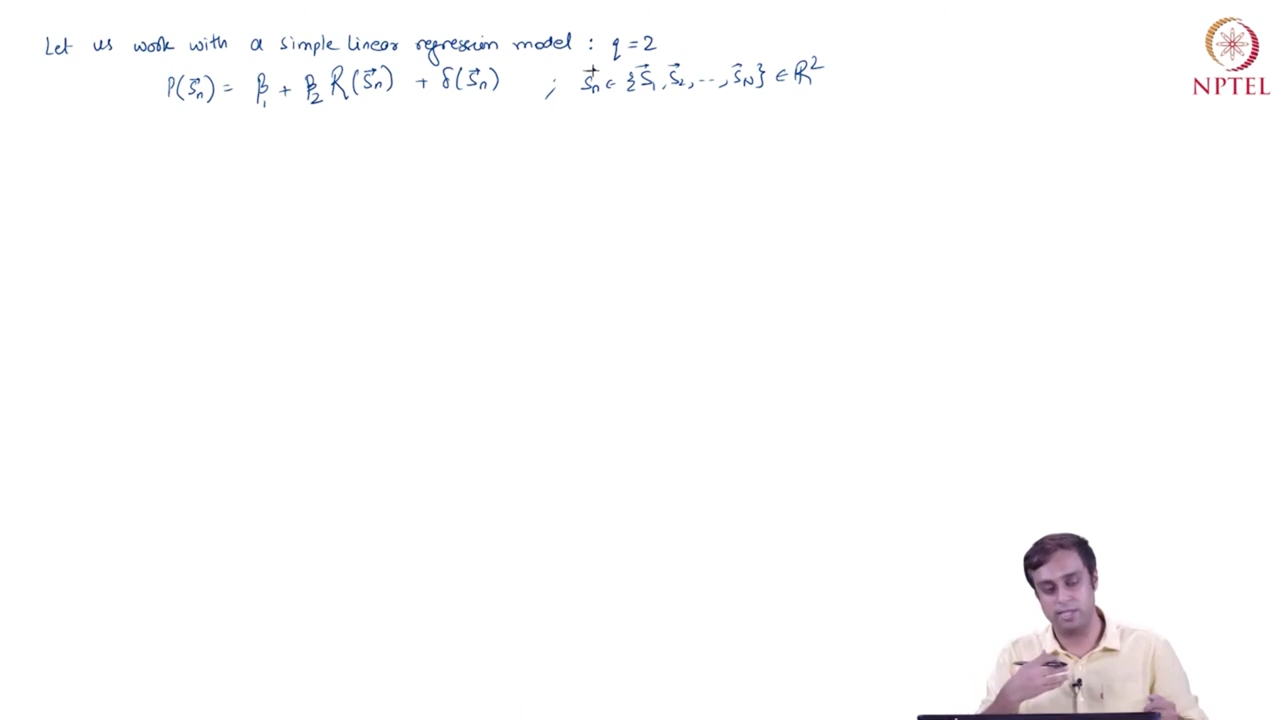 Let us work with a simple linear regression model : q = 2
P(s⃗ₙ) = β₁ + β₂ R(s⃗ₙ) + δ(s⃗ₙ) ; s⃗ₙ ∈ {s⃗₁, s⃗₂, ..., s⃗N} ∈ R²
NPTEL